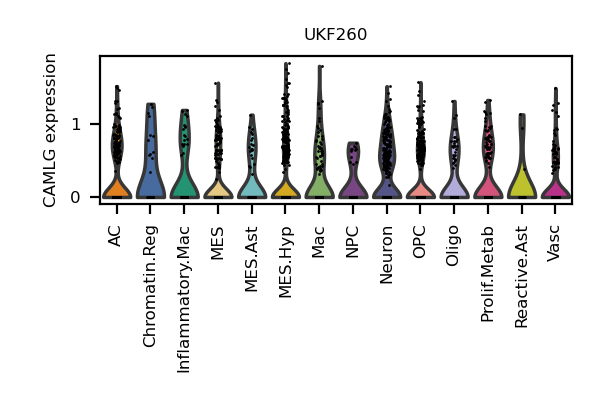 UKF260
CAMLG expression
1
0
AC
Chromatin.Reg
Inflammatory.Mac
MES
MES.Ast
MES.Hyp
Mac
NPC
Neuron
OPC
Oligo
Prolif.Metab
Reactive.Ast
Vasc